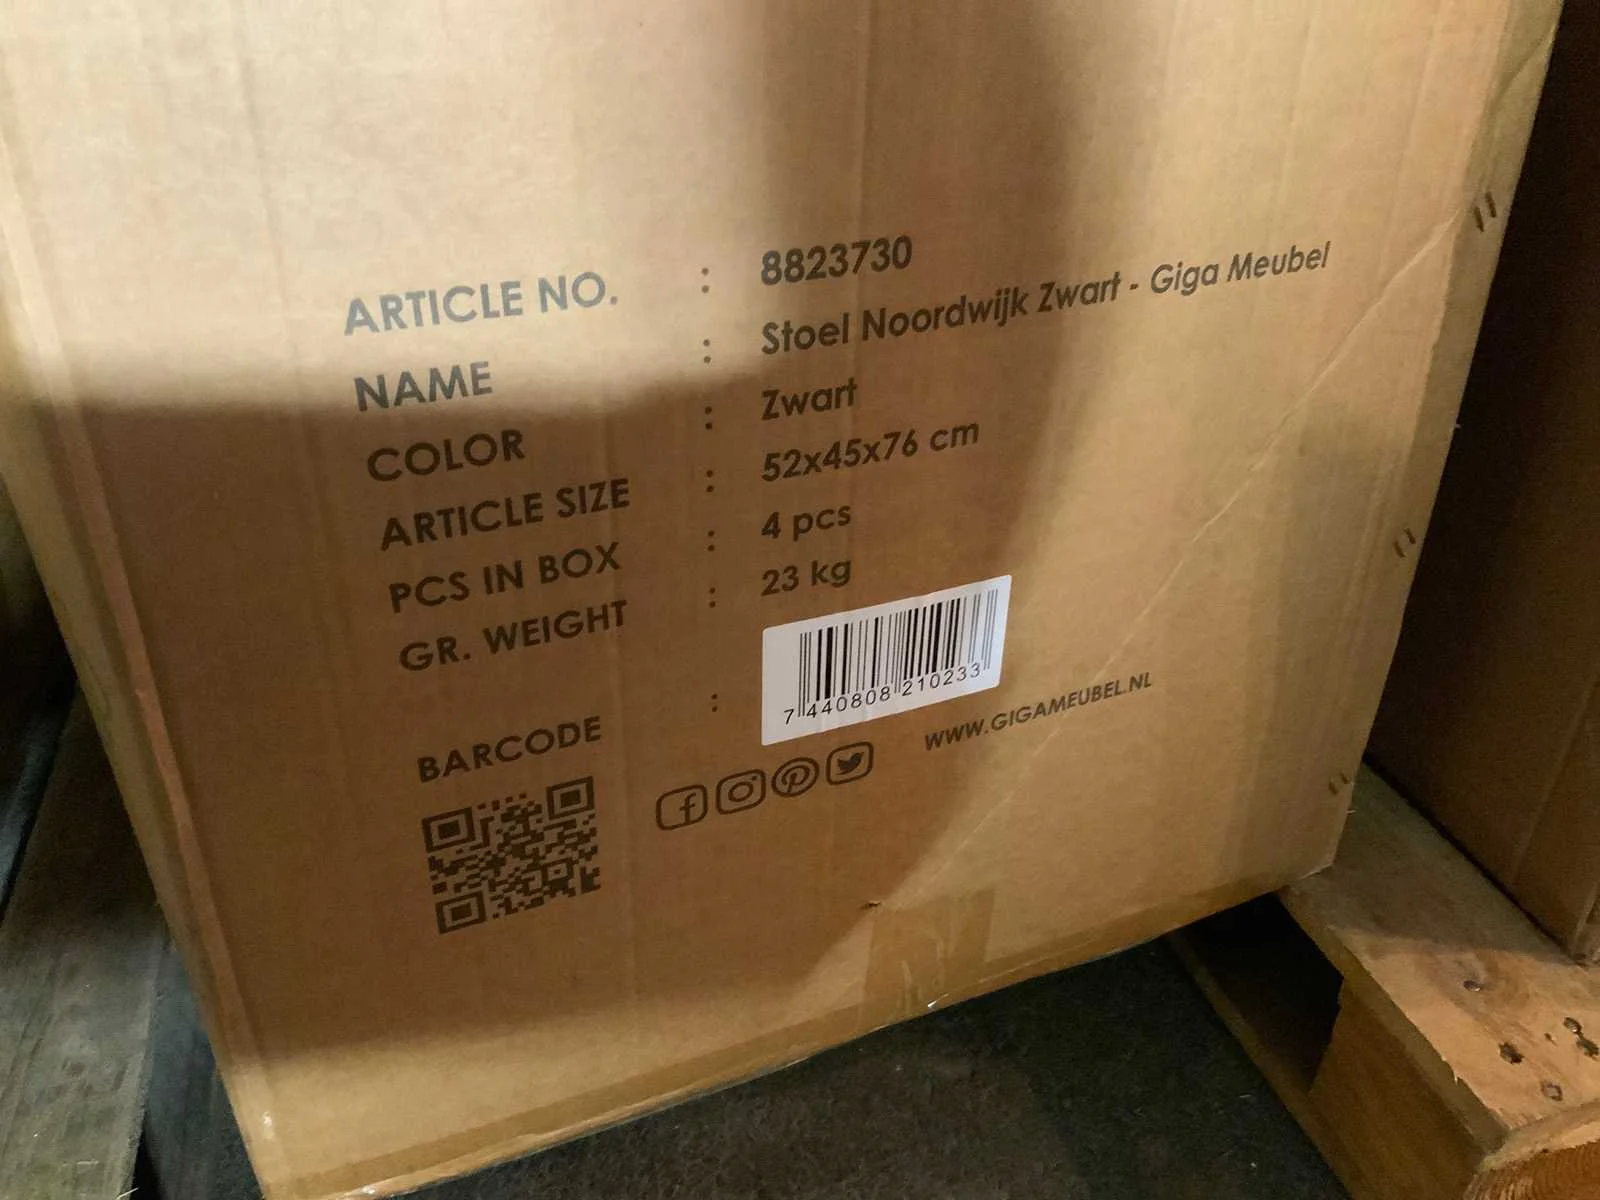 ARTICLE NO. : 8823730
NAME : Stoel Noordwijk Zwart - Giga Meubel
COLOR : Zwart
ARTICLE SIZE : 52x45x76 cm
PCS IN BOX : 4 pcs
GR. WEIGHT : 23 kg
BARCODE :
7 440808 210233
WWW.GIGAMEUBEL.NL